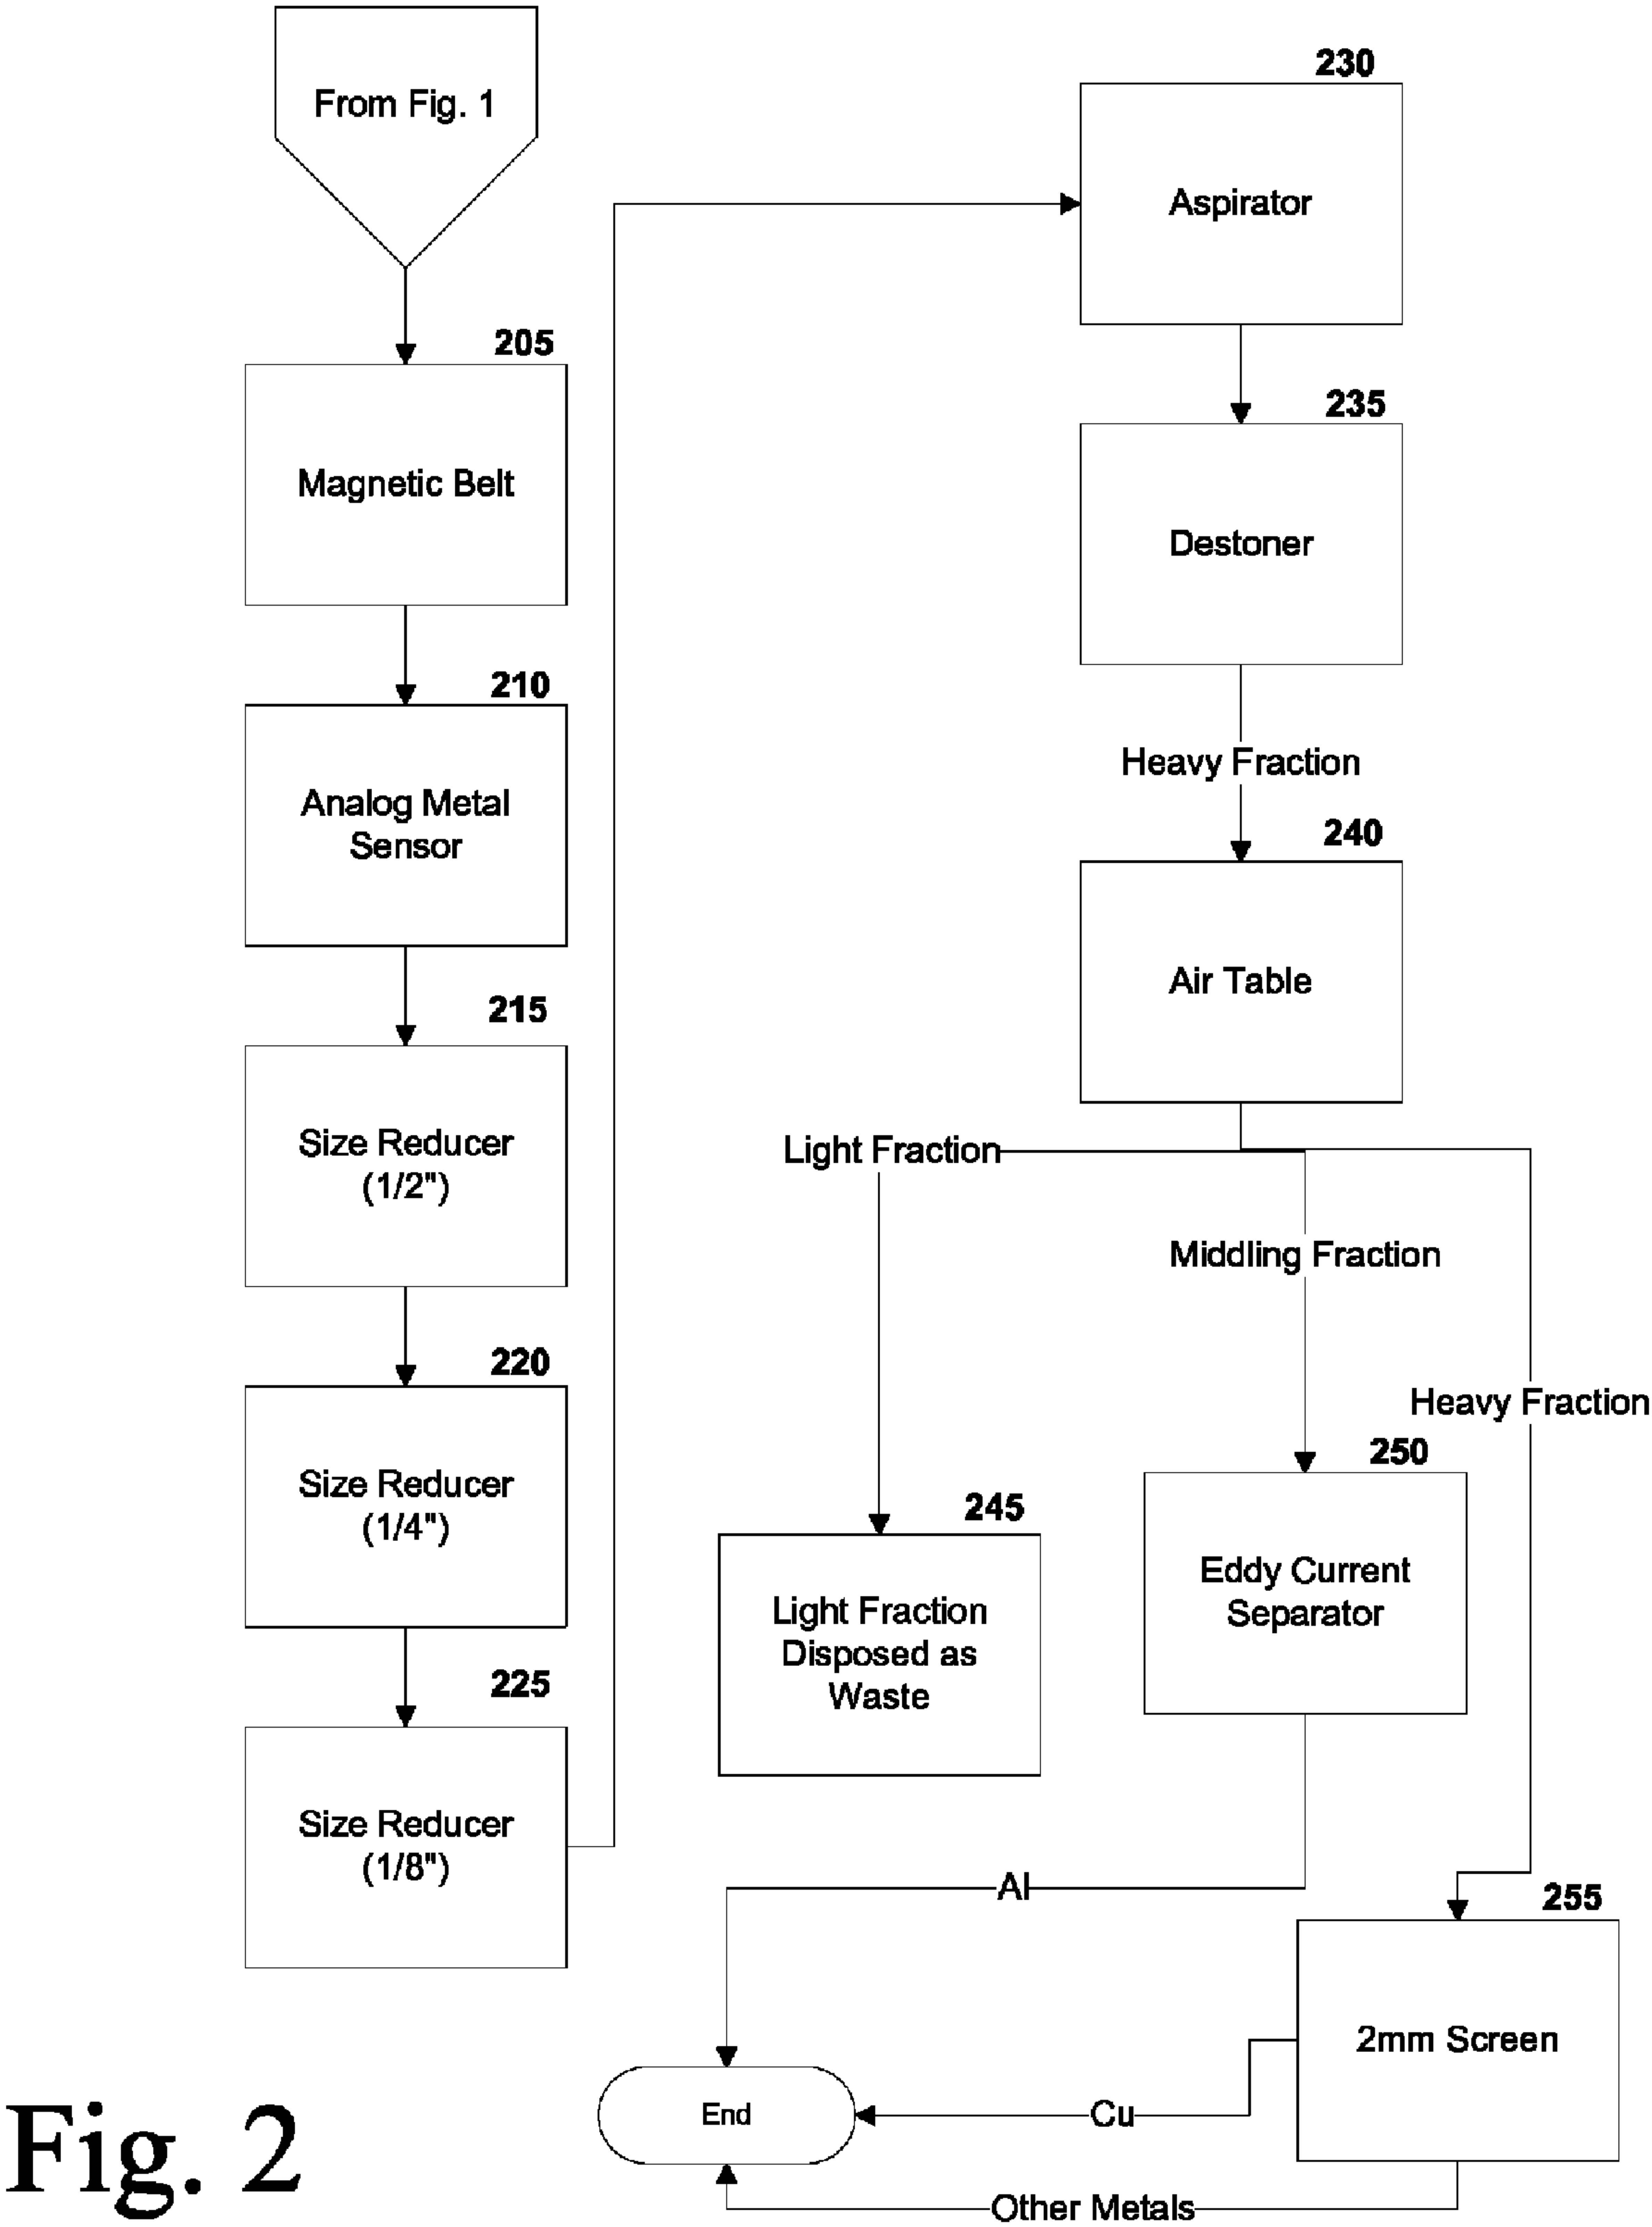 From Fig. 1
205
Magnetic Belt
210
Analog Metal
Sensor
215
Size Reducer
(1/2")
220
Size Reducer
(1/4")
225
Size Reducer
(1/8")
230
Aspirator
235
Destoner
Heavy Fraction
240
Air Table
Light Fraction
Middling Fraction
Heavy Fraction
245
Light Fraction
Disposed as
Waste
250
Eddy Current
Separator
Al
255
2mm Screen
Cu
Other Metals
End
Fig. 2